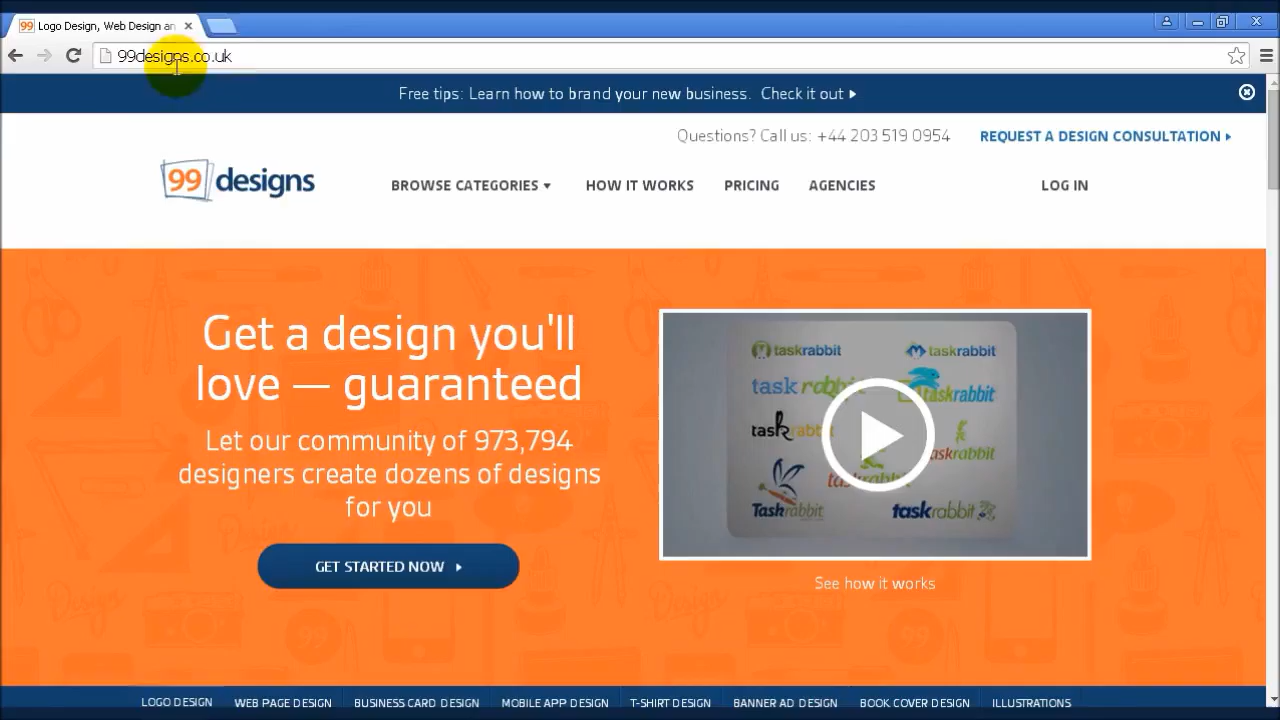 99 Logo Design, Web Design an
99designs.co.uk
Free tips: Learn how to brand your new business. Check it out
Questions? Call us: +44 203 519 0954 REQUEST A DESIGN CONSULTATION
99designs
BROWSE CATEGORIES HOW IT WORKS PRICING AGENCIES LOG IN
Get a design you'll
love — guaranteed
Let our community of 973,794
designers create dozens of designs
for you
GET STARTED NOW
taskrabbit taskrabbit
task rabbit taskrabbit
taskrabbit
taskrabbit
Taskrabbit taskrabbit
See how it works
LOGO DESIGN WEB PAGE DESIGN BUSINESS CARD DESIGN MOBILE APP DESIGN T-SHIRT DESIGN BANNER AD DESIGN BOOK COVER DESIGN ILLUSTRATIONS